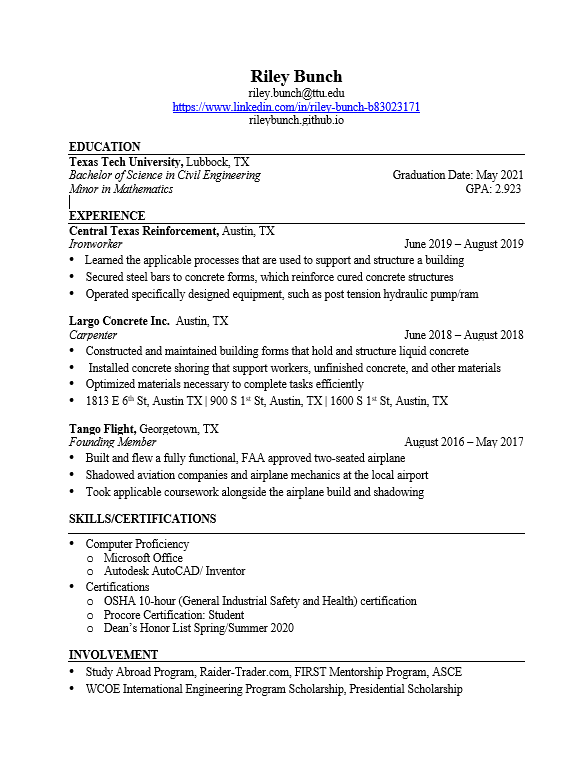 Riley Bunch
riley.bunch@ttu.edu
https://www.linkedin.com/in/riley-bunch-b83023171
rileybunch.github.io
EDUCATION
Texas Tech University, Lubbock, TX
Bachelor of Science in Civil Engineering Graduation Date: May 2021
Minor in Mathematics GPA: 2.923
EXPERIENCE
Central Texas Reinforcement, Austin, TX
Ironworker June 2019 – August 2019
• Learned the applicable processes that are used to support and structure a building
• Secured steel bars to concrete forms, which reinforce cured concrete structures
• Operated specifically designed equipment, such as post tension hydraulic pump/ram
Largo Concrete Inc. Austin, TX
Carpenter June 2018 – August 2018
• Constructed and maintained building forms that hold and structure liquid concrete
• Installed concrete shoring that support workers, unfinished concrete, and other materials
• Optimized materials necessary to complete tasks efficiently
• 1813 E 6th St, Austin TX | 900 S 1st St, Austin, TX | 1600 S 1st St, Austin, TX
Tango Flight, Georgetown, TX
Founding Member August 2016 – May 2017
• Built and flew a fully functional, FAA approved two-seated airplane
• Shadowed aviation companies and airplane mechanics at the local airport
• Took applicable coursework alongside the airplane build and shadowing
SKILLS/CERTIFICATIONS
• Computer Proficiency
o Microsoft Office
o Autodesk AutoCAD/ Inventor
• Certifications
o OSHA 10-hour (General Industrial Safety and Health) certification
o Procore Certification: Student
o Dean’s Honor List Spring/Summer 2020
INVOLVEMENT
• Study Abroad Program, Raider-Trader.com, FIRST Mentorship Program, ASCE
• WCOE International Engineering Program Scholarship, Presidential Scholarship